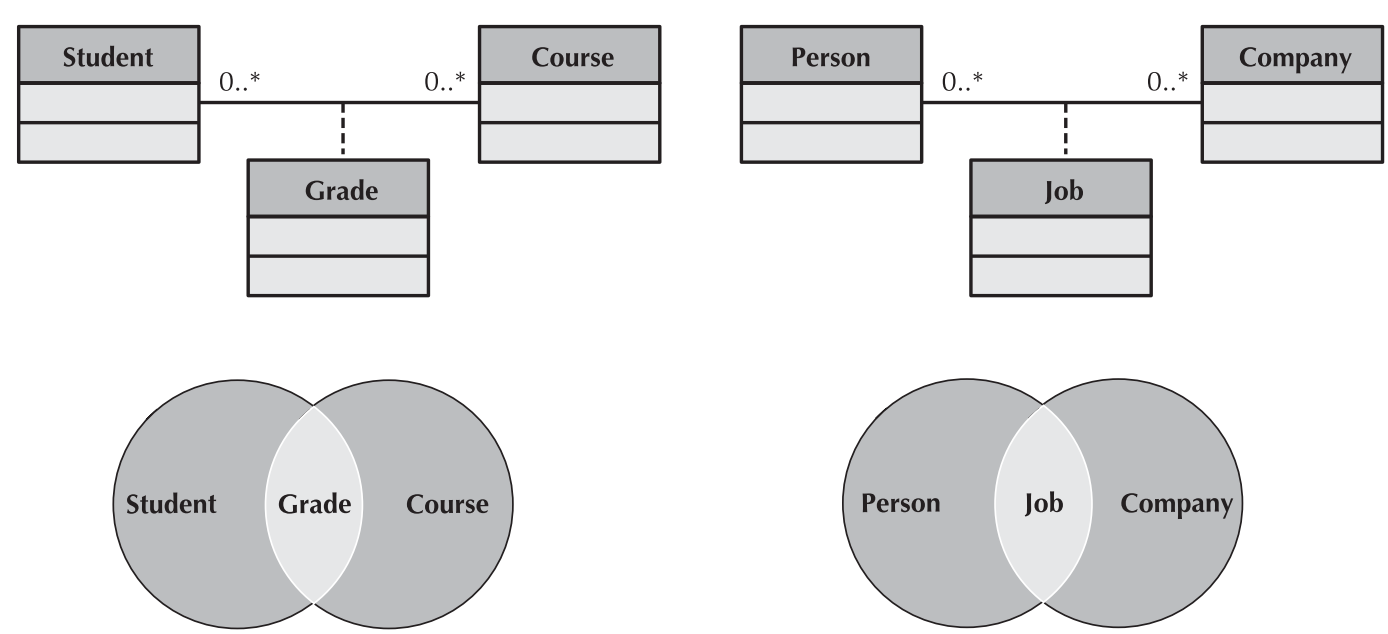 Student
Course
0..*
0..*
Grade
Person
Company
0..*
0..*
Job
Student
Grade
Course
Person
Job
Company